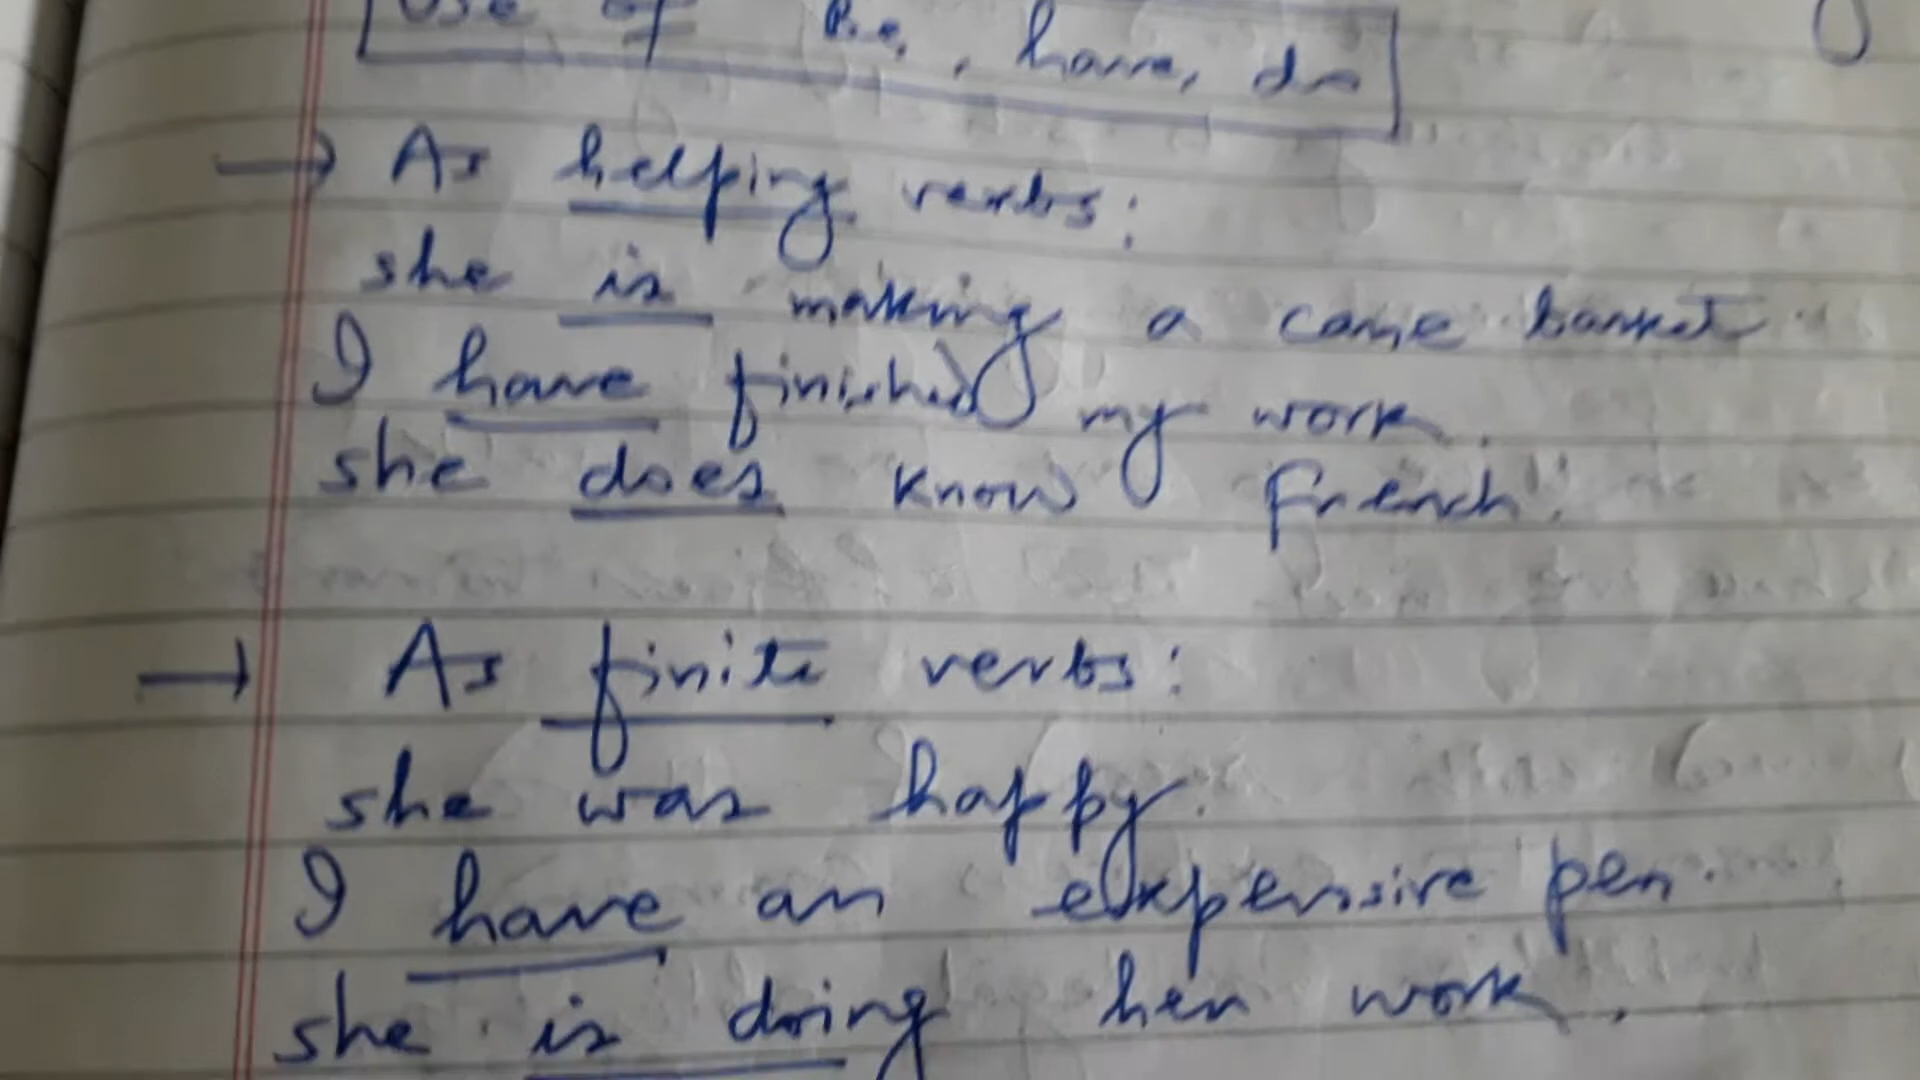 Use of Be, have, do
→ As helping verbs:
she is making a cane basket
I have finished my work.
she does know French.
→ As finite verbs:
she was happy.
I have an expensive pen.
she is doing her work.